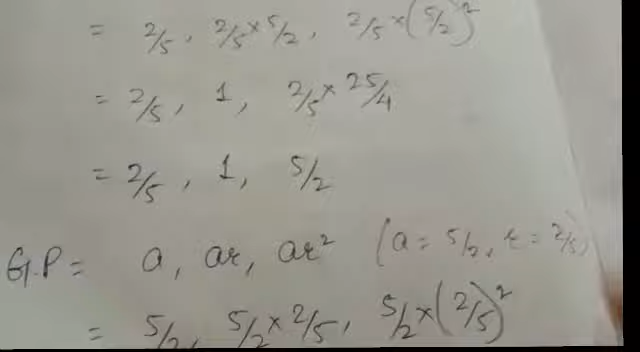 = 2/5, 2/5 × 5/2, 2/5 × (5/2)²
= 2/5, 1, 2/5 × 25/4
= 2/5, 1, 5/2
G.P = a, ar, ar² (a = 5/2, r = 2/5)
= 5/2, 5/2 × 2/5, 5/2 × (2/5)²